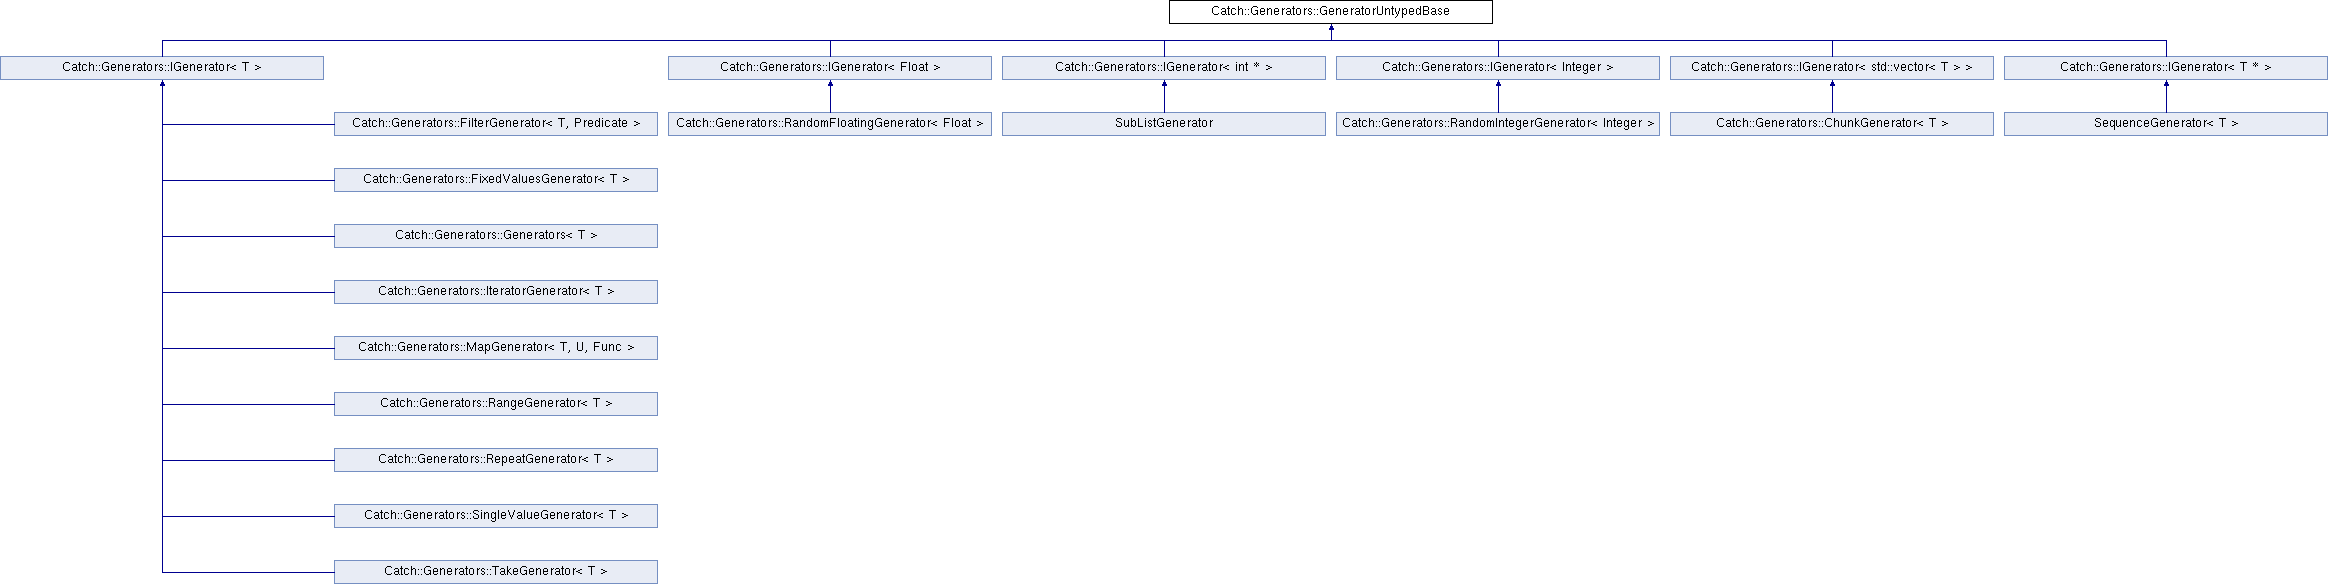 Catch::Generators::GeneratorUntypedBase
Catch::Generators::IGenerator< T >
Catch::Generators::IGenerator< Float >
Catch::Generators::IGenerator< int * >
Catch::Generators::IGenerator< Integer >
Catch::Generators::IGenerator< std::vector< T > >
Catch::Generators::IGenerator< T * >
Catch::Generators::FilterGenerator< T, Predicate >
Catch::Generators::RandomFloatingGenerator< Float >
SubListGenerator
Catch::Generators::RandomIntegerGenerator< Integer >
Catch::Generators::ChunkGenerator< T >
SequenceGenerator< T >
Catch::Generators::FixedValuesGenerator< T >
Catch::Generators::Generators< T >
Catch::Generators::IteratorGenerator< T >
Catch::Generators::MapGenerator< T, U, Func >
Catch::Generators::RangeGenerator< T >
Catch::Generators::RepeatGenerator< T >
Catch::Generators::SingleValueGenerator< T >
Catch::Generators::TakeGenerator< T >